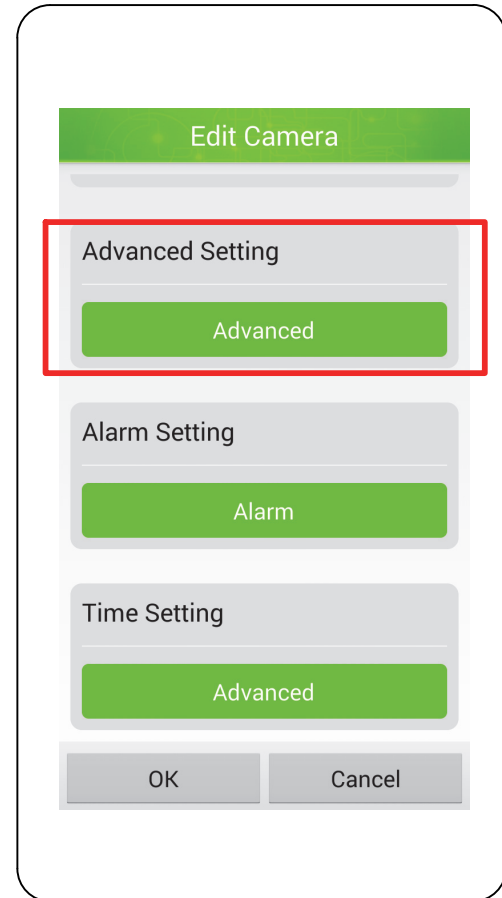 Edit Camera
Advanced Setting
Advanced
Alarm Setting
Alarm
Time Setting
Advanced
OK
Cancel